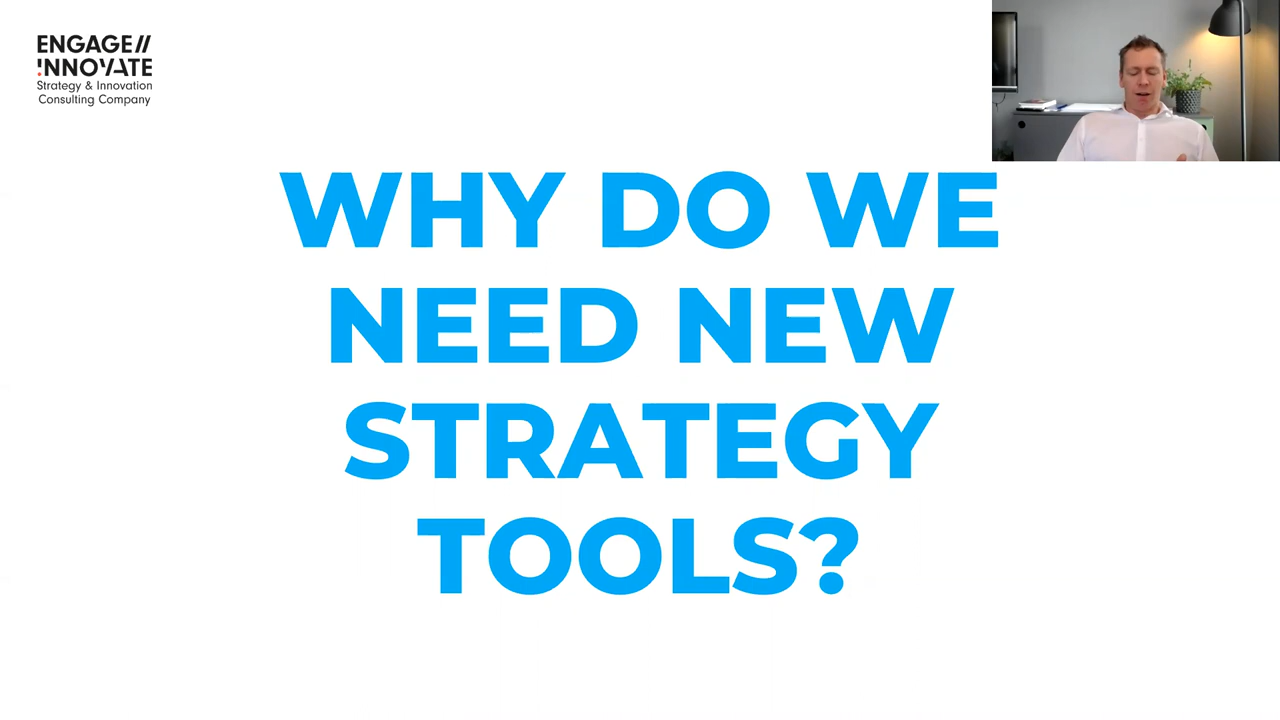 ENGAGE//
INNOVATE
Strategy & Innovation
Consulting Company
WHY DO WE
NEED NEW
STRATEGY
TOOLS?